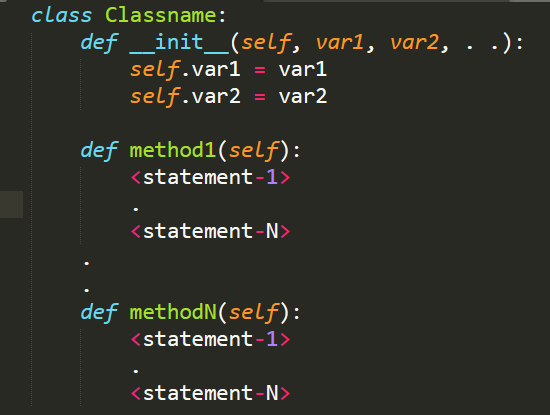 class Classname:
    def __init__(self, var1, var2, . .):
        self.var1 = var1
        self.var2 = var2

    def method1(self):
        <statement-1>
        .
        <statement-N>
    .
    .
    def methodN(self):
        <statement-1>
        .
        <statement-N>